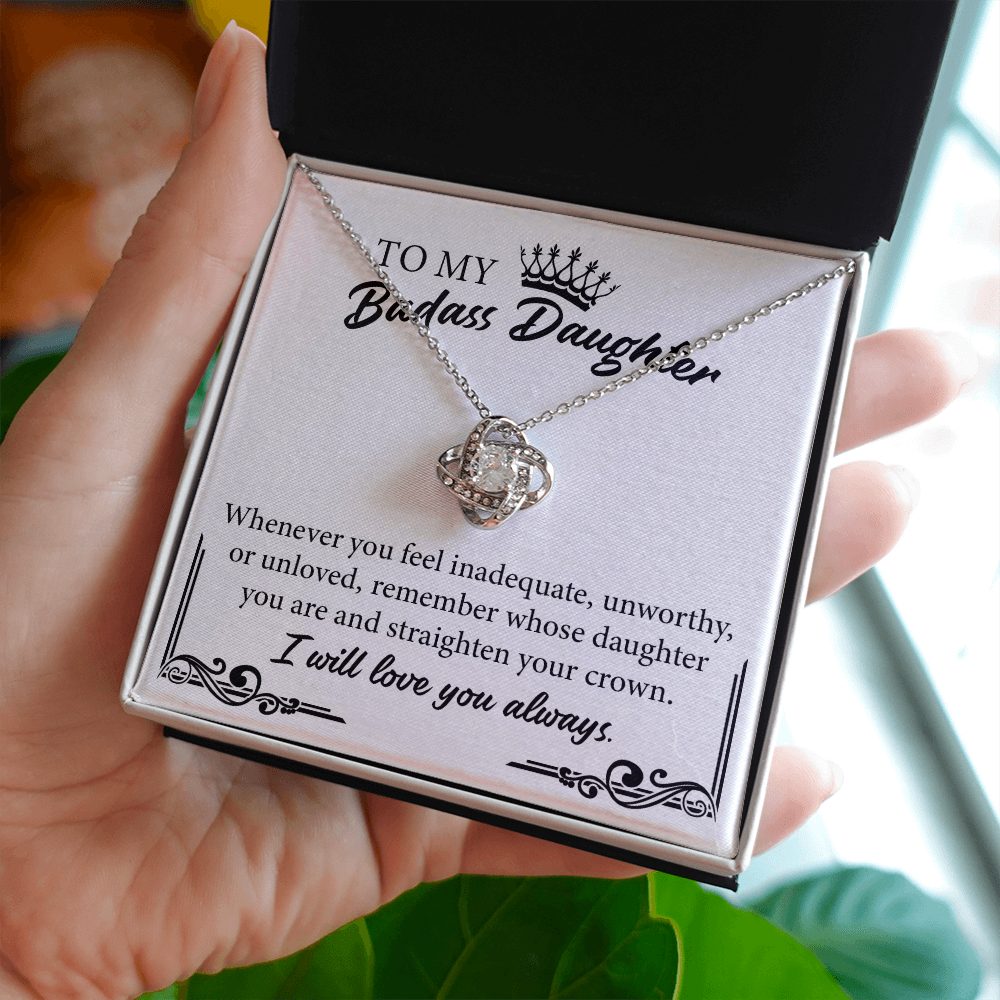 TO MY
Badass Daughter
Whenever you feel inadequate, unworthy,
or unloved, remember whose daughter
you are and straighten your crown.
I will love you always.